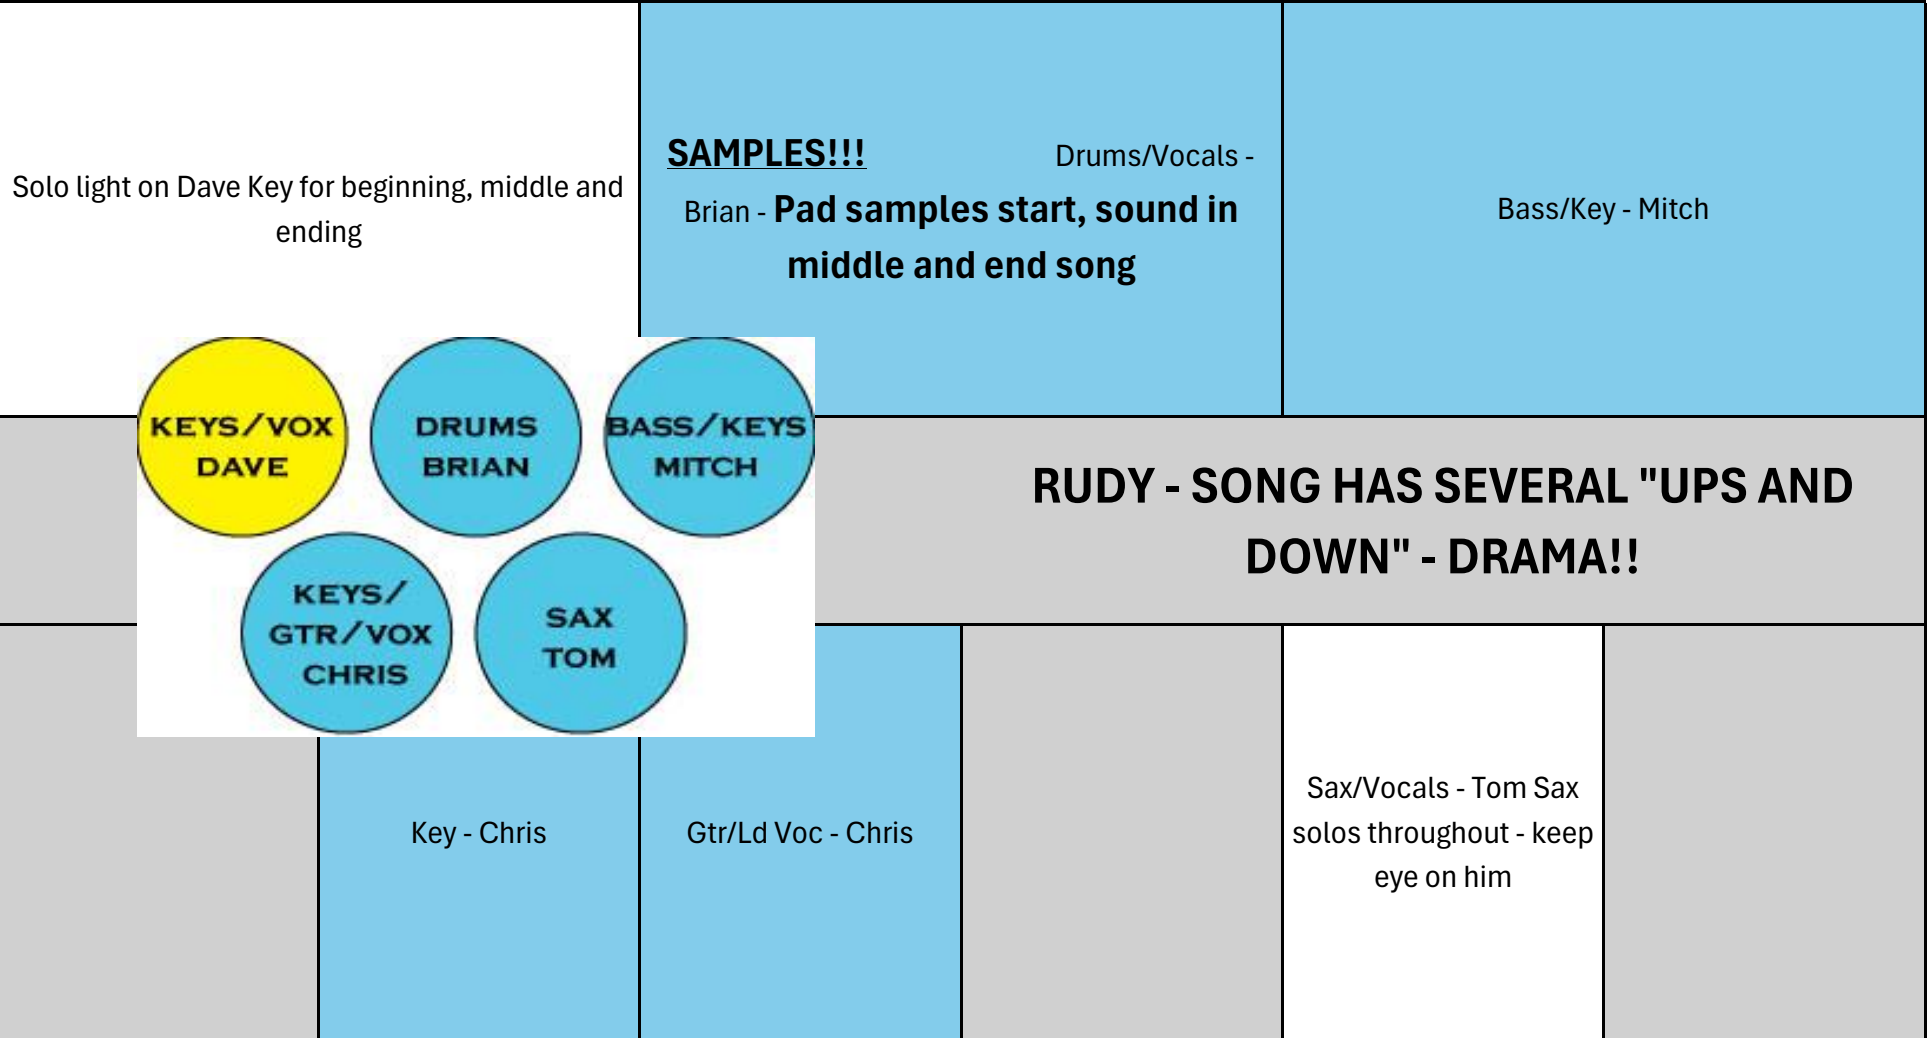 Solo light on Dave Key for beginning, middle and
ending
SAMPLES!!! Drums/Vocals -
Brian - Pad samples start, sound in
middle and end song
Bass/Key - Mitch
KEYS/VOX
DAVE
DRUMS
BRIAN
BASS/KEYS
MITCH
KEYS/
GTR/VOX
CHRIS
SAX
TOM
RUDY - SONG HAS SEVERAL "UPS AND
DOWN" - DRAMA!!
Key - Chris
Gtr/Ld Voc - Chris
Sax/Vocals - Tom Sax
solos throughout - keep
eye on him